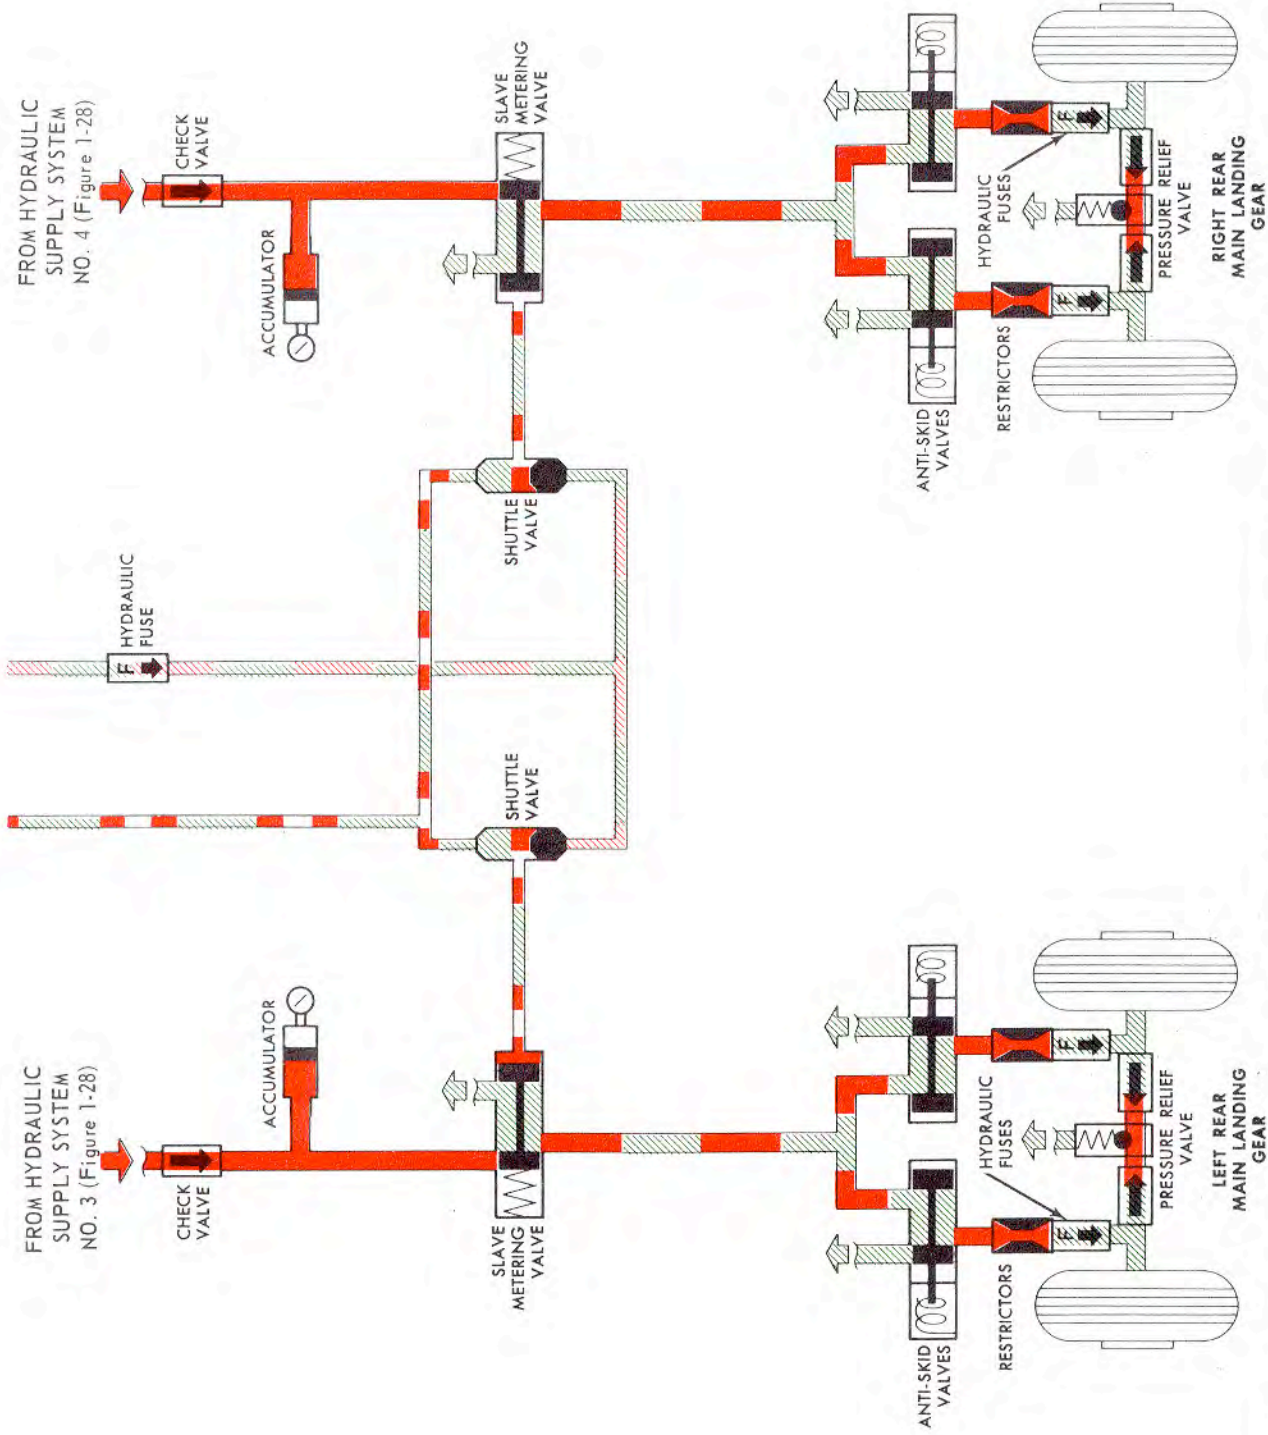 FROM HYDRAULIC
SUPPLY SYSTEM
NO. 3 (Figure 1-28)
CHECK
VALVE
ACCUMULATOR
SLAVE
METERING
VALVE
SHUTTLE
VALVE
HYDRAULIC
FUSE
F
SHUTTLE
VALVE
FROM HYDRAULIC
SUPPLY SYSTEM
NO. 4 (Figure 1-28)
CHECK
VALVE
ACCUMULATOR
SLAVE
METERING
VALVE
ANTI-SKID
VALVES
RESTRICTORS
HYDRAULIC
FUSES
F
F
PRESSURE RELIEF
VALVE
LEFT REAR
MAIN LANDING
GEAR
ANTI-SKID
VALVES
RESTRICTORS
HYDRAULIC
FUSES
F
F
PRESSURE RELIEF
VALVE
RIGHT REAR
MAIN LANDING
GEAR